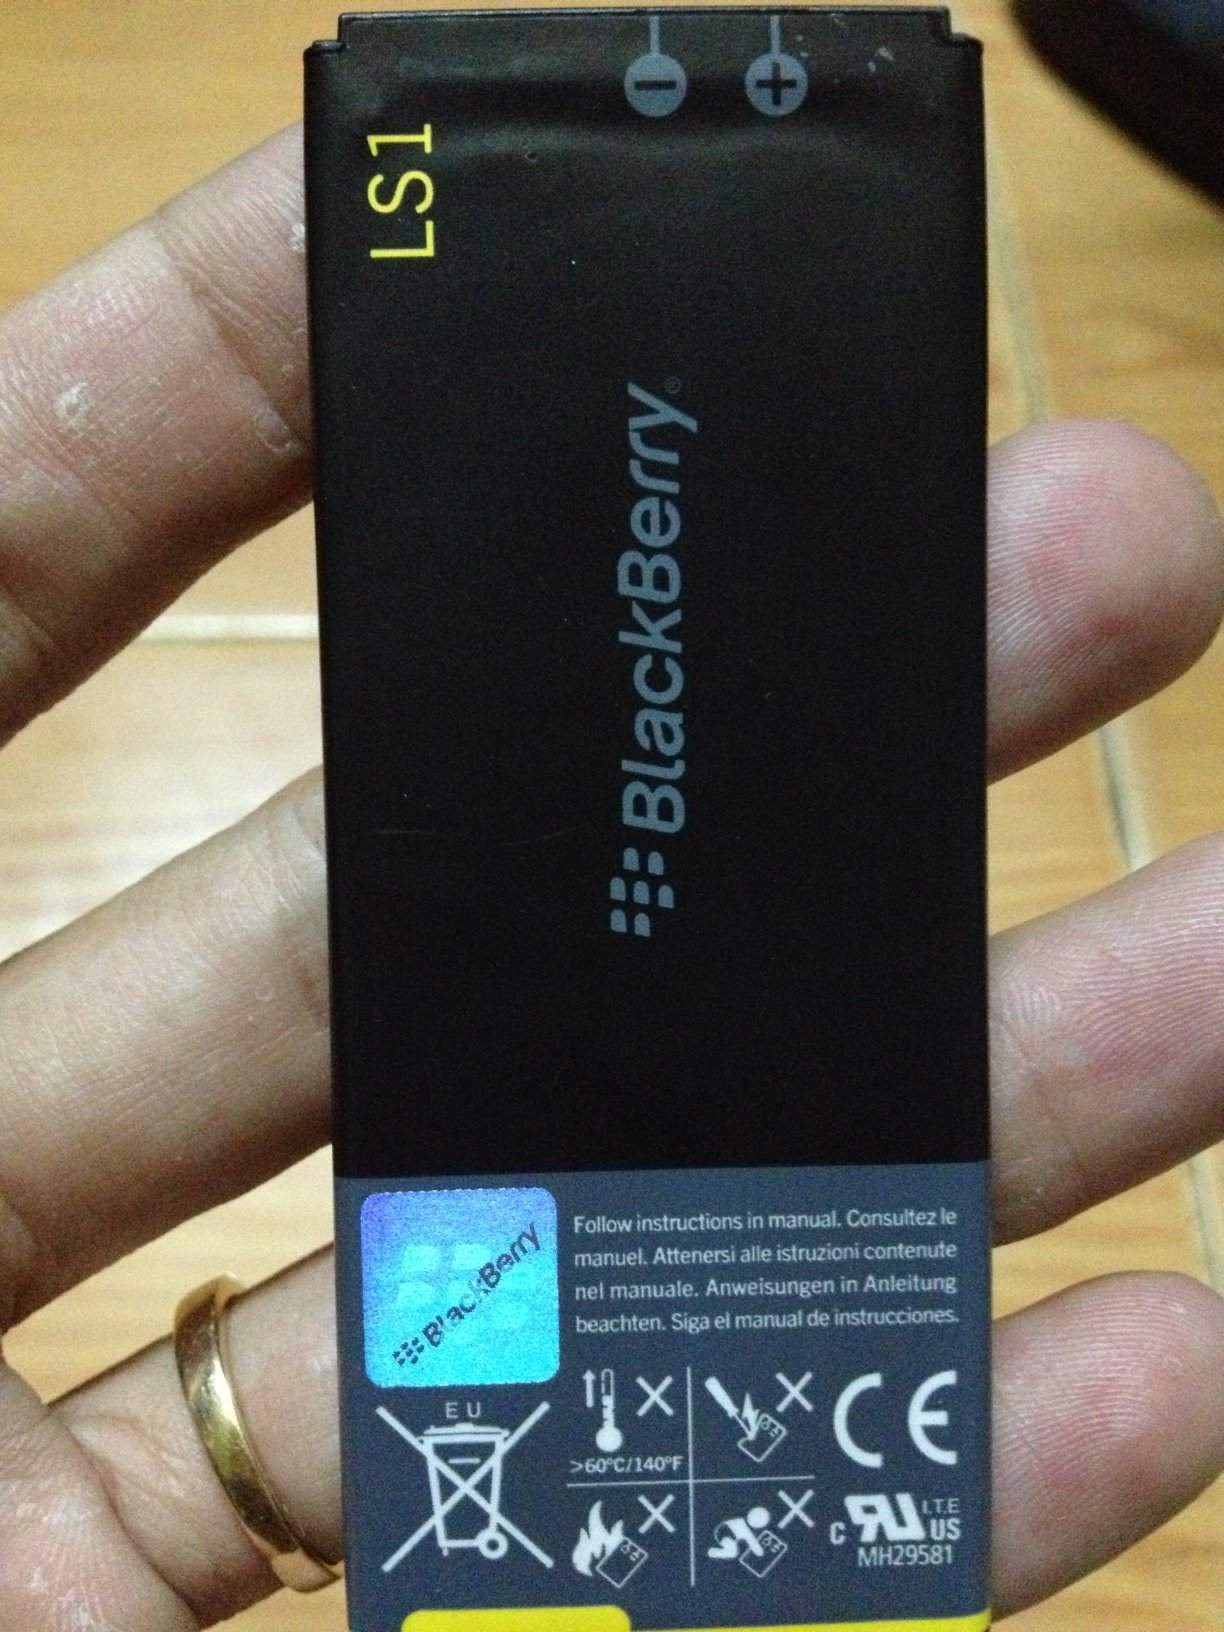 LS1
BlackBerry®
BlackBerry
Follow instructions in manual. Consultez le
manuel. Attenersi alle istruzioni contenute
nel manuale. Anweisungen in Anleitung
beachten. Siga el manual de instrucciones.
EU
>60°C/140°F
CE
I.T.E
C RU US
MH29581